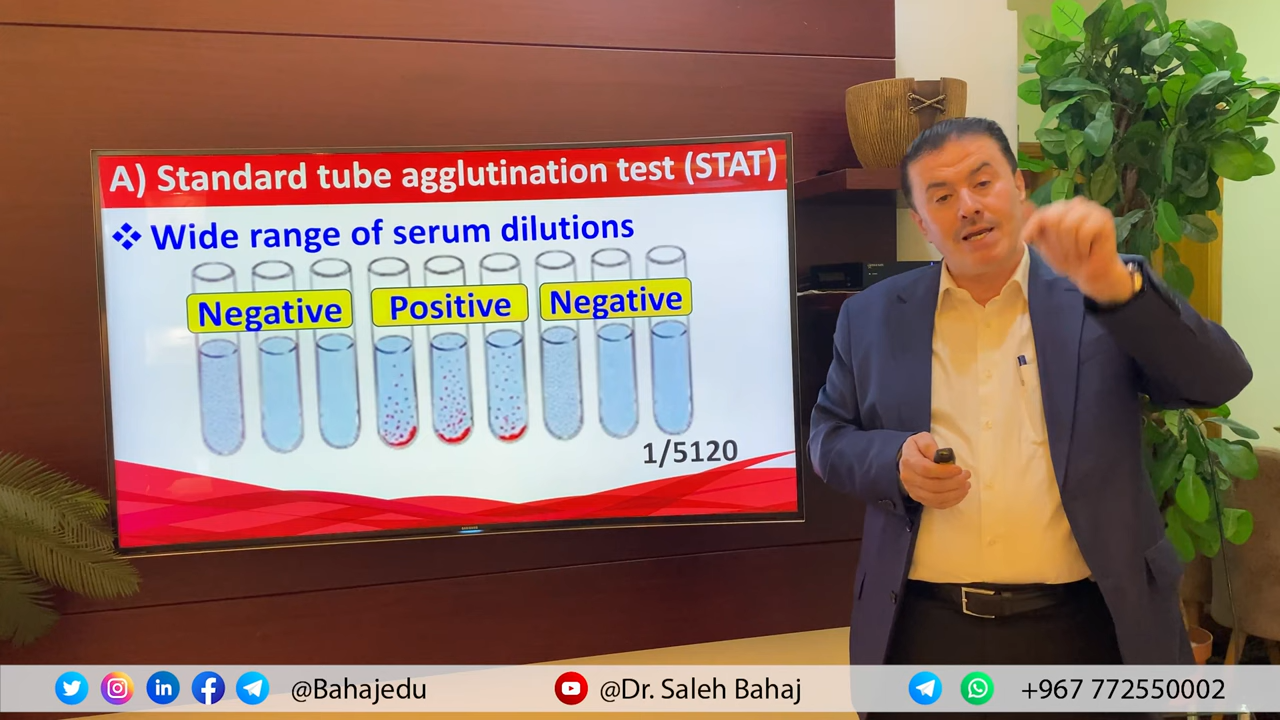 A) Standard tube agglutination test (STAT)
❖ Wide range of serum dilutions
Negative Positive Negative
1/5120
@Bahajedu @Dr. Saleh Bahaj +967 772550002